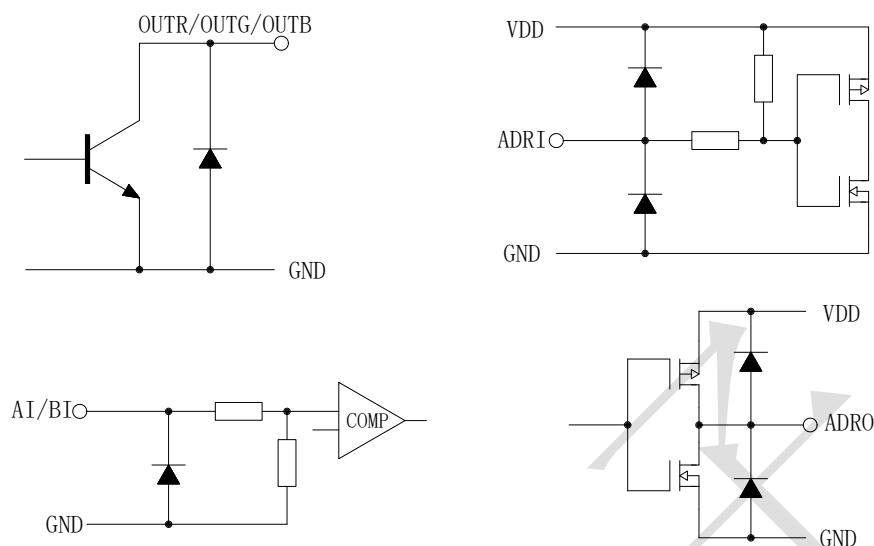 OUTR/OUTG/OUTB
GND
VDD
ADRI
GND
AI/BI
COMP
GND
VDD
ADRO
GND